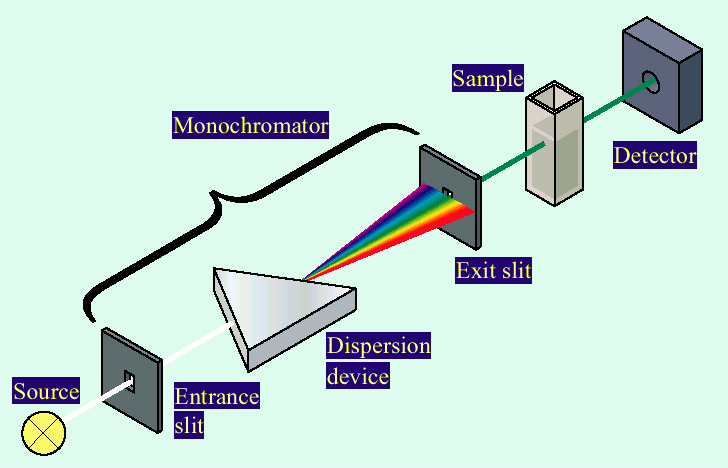 Sample
Monochromator
Detector
Exit slit
Dispersion
device
Source
Entrance
slit